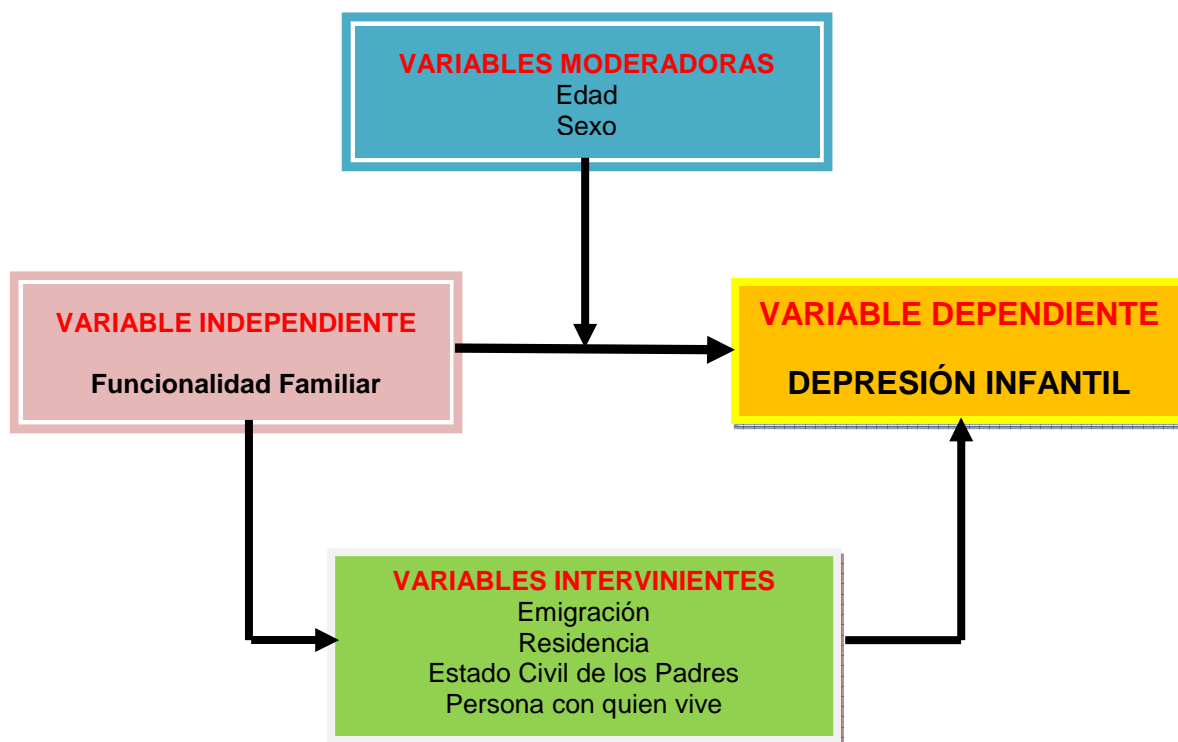 VARIABLES MODERADORAS
Edad
Sexo
VARIABLE INDEPENDIENTE
Funcionalidad Familiar
VARIABLE DEPENDIENTE
DEPRESIÓN INFANTIL
VARIABLES INTERVINIENTES
Emigración
Residencia
Estado Civil de los Padres
Persona con quien vive